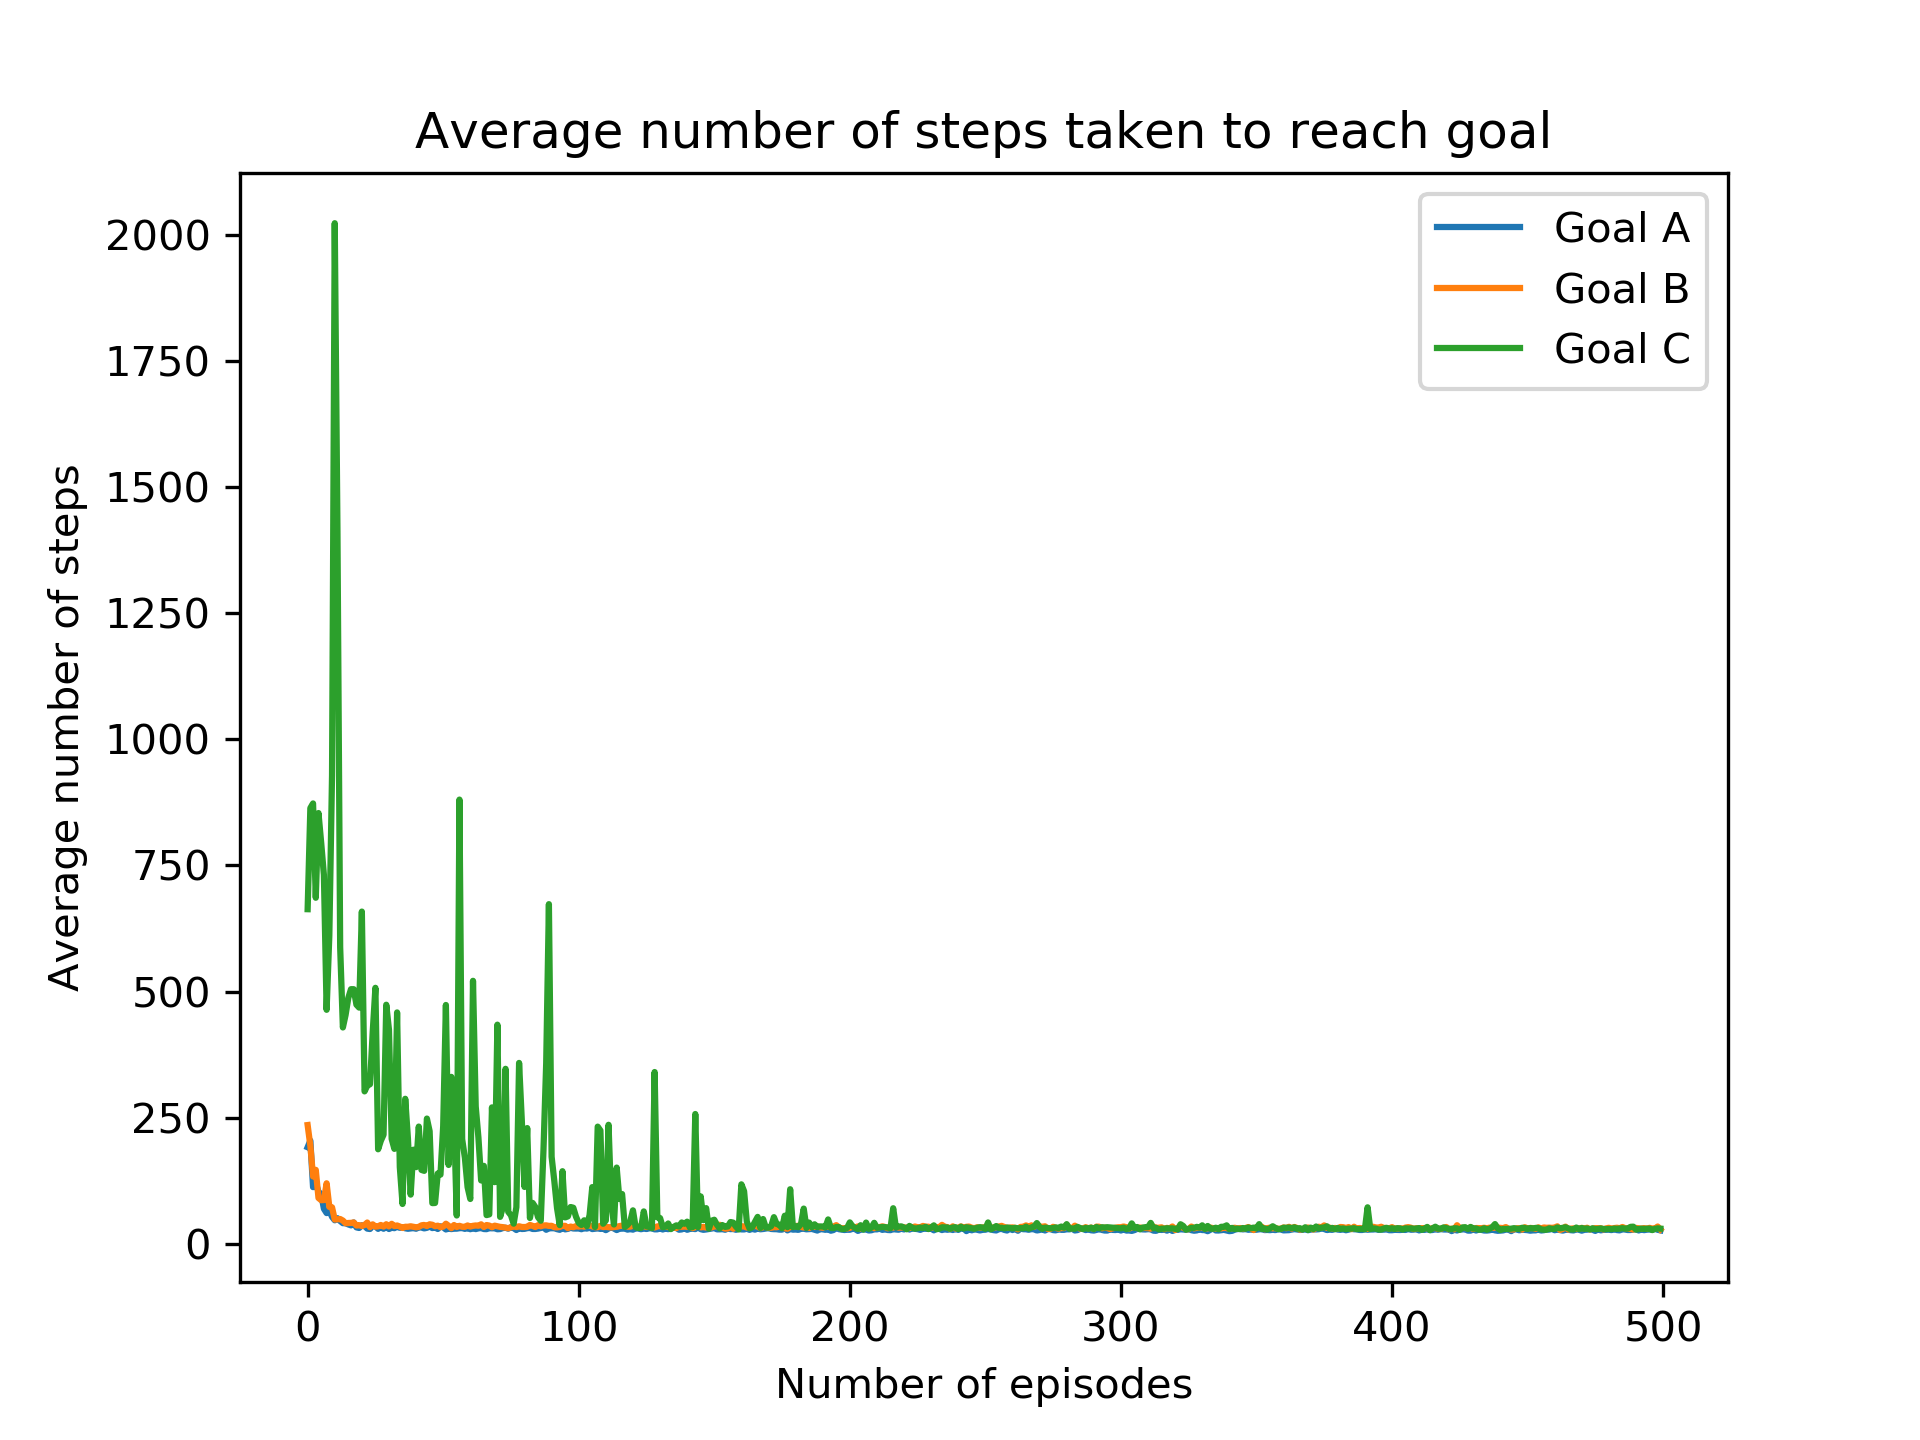 Average number of steps taken to reach goal
Goal A
Goal B
Goal C
Average number of steps
2000
1750
1500
1250
1000
750
500
250
0
0 100 200 300 400 500
Number of episodes